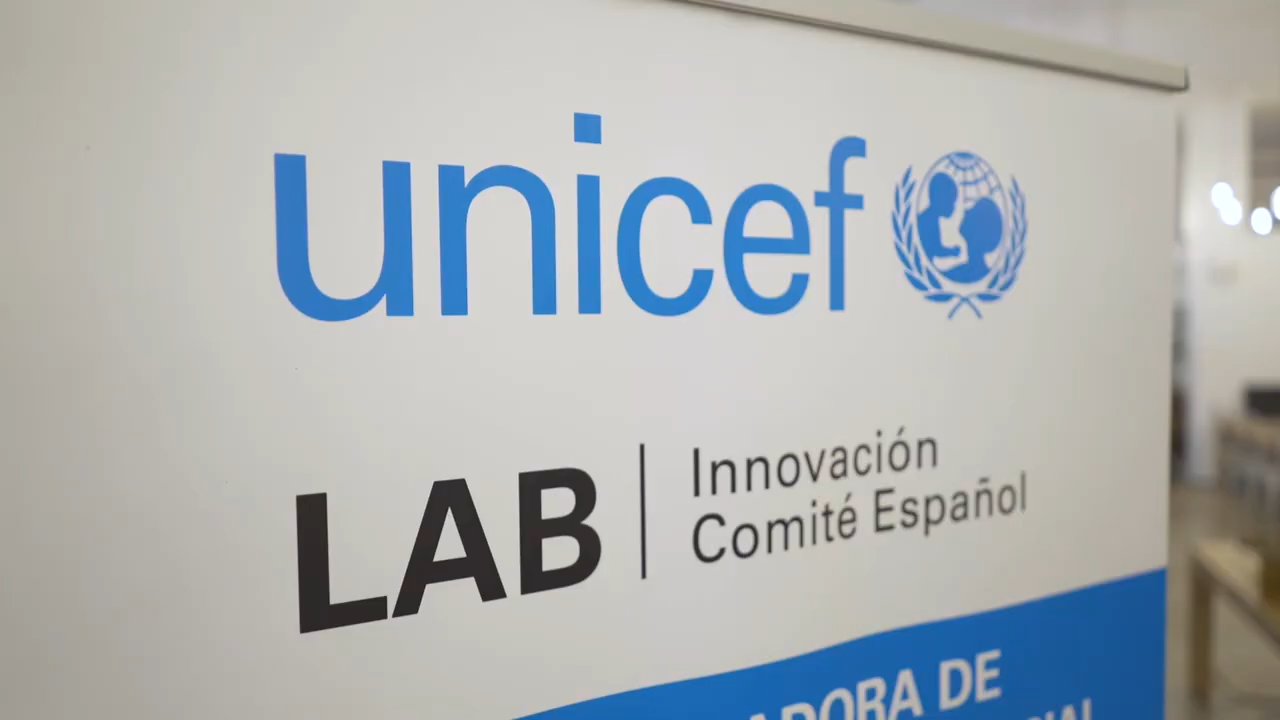 unicef
LAB
Innovación
Comité Español
DE